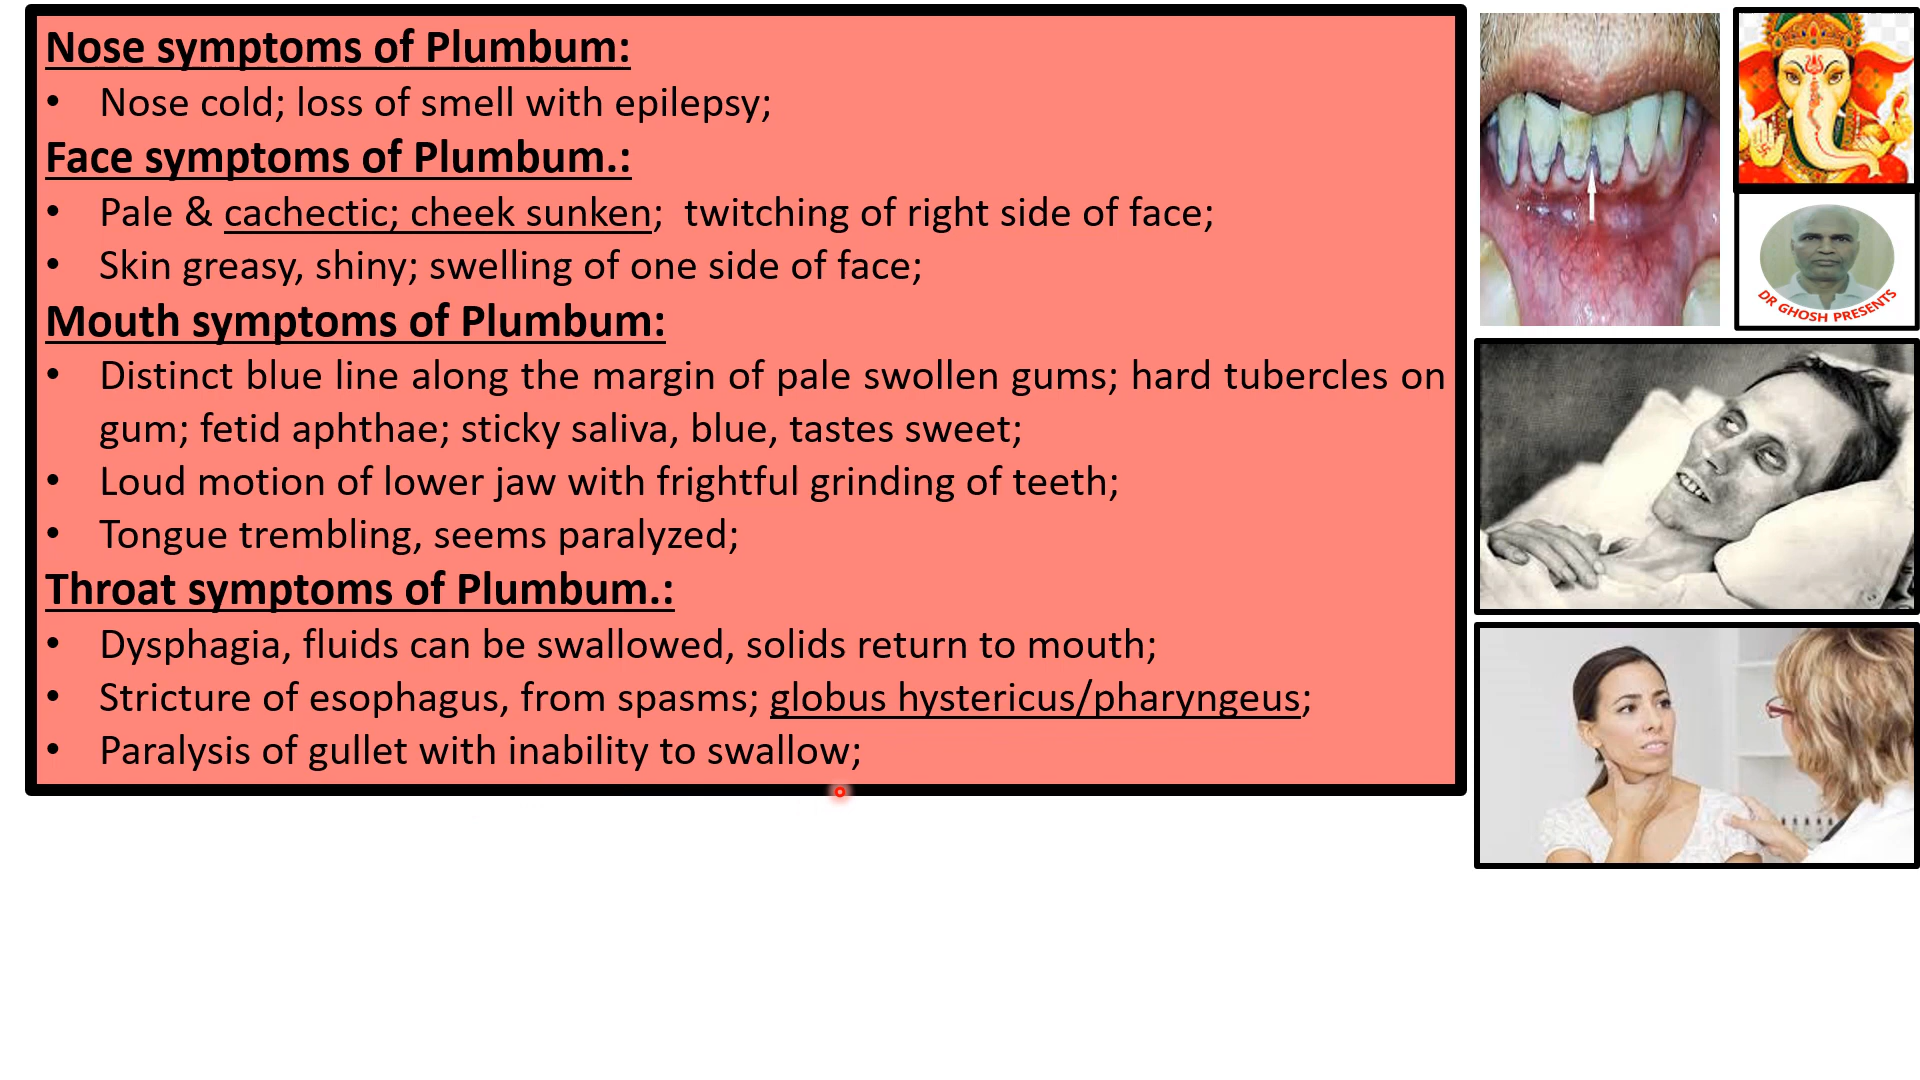 Nose symptoms of Plumbum:
• Nose cold; loss of smell with epilepsy;
Face symptoms of Plumbum.:
• Pale & cachectic; cheek sunken; twitching of right side of face;
• Skin greasy, shiny; swelling of one side of face;
Mouth symptoms of Plumbum:
• Distinct blue line along the margin of pale swollen gums; hard tubercles on
gum; fetid aphthae; sticky saliva, blue, tastes sweet;
• Loud motion of lower jaw with frightful grinding of teeth;
• Tongue trembling, seems paralyzed;
Throat symptoms of Plumbum.:
• Dysphagia, fluids can be swallowed, solids return to mouth;
• Stricture of esophagus, from spasms; globus hystericus/pharyngeus;
• Paralysis of gullet with inability to swallow;
DR GHOSH PRESENTS